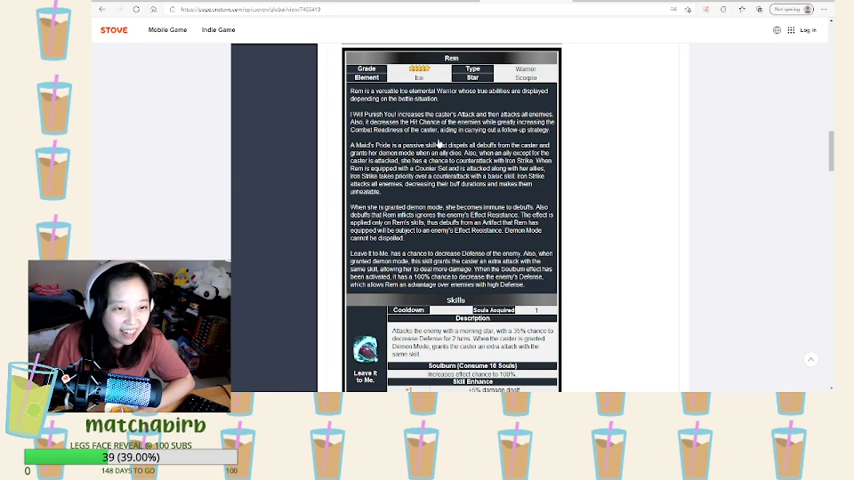 https://page.onstove.com/epicseven/global/view/7455419
STOVE
Mobile Game
Indie Game
Log in
Rem
Grade
Type
Warrior
Element
Ice
Star
Scorpio
Rem is a versatile Ice elemental Warrior whose true abilities are displayed
depending on the battle situation.
I Will Punish You! increases the caster's Attack and then attacks all enemies.
Also, it decreases the Hit Chance of the enemies while greatly increasing the
Combat Readiness of the caster, aiding in carrying out a follow-up strategy.
A Maid's Pride is a passive skill that dispels all debuffs from the caster and
grants her demon mode when an ally dies. Also, when an ally except for the
caster is attacked, she has a chance to counterattack with Iron Strike. When
Rem is equipped with a Counter Set and is attacked along with her allies,
Iron Strike takes priority over a counterattack with a basic skill. Iron Strike
attacks all enemies, decreasing their buff durations and makes them
unhealable.
When she is granted demon mode, she becomes immune to debuffs. Also
debuffs that Rem inflicts ignores the enemy's Effect Resistance. The effect is
applied only on Rem's skills, thus debuffs from an Artifact that Rem has
equipped will be subject to an enemy's Effect Resistance. Demon Mode
cannot be dispelled.
Leave It to Me. has a chance to decrease Defense of the enemy. Also, when
granted demon mode, this skill grants the caster an extra attack with the
same skill, allowing her to deal more damage. When the Soulburn effect has
been activated, it has a 100% chance to decrease the enemy's Defense,
which allows Rem an advantage over enemies with high Defense.
Skills
Cooldown
Souls Acquired
1
Description
Attacks the enemy with a morning star, with a 35% chance to
decrease Defense for 2 turns. When the caster is granted
Demon Mode, grants the caster an extra attack with the
same skill.
Leave It
to Me.
Soulburn (Consume 10 Souls)
Increases effect chance to 100%
Skill Enhance
+1
+5% damage dealt
matchabirb
LEGS FACE REVEAL @ 100 SUBS
39 (39.00%)
0
148 DAYS TO GO
100